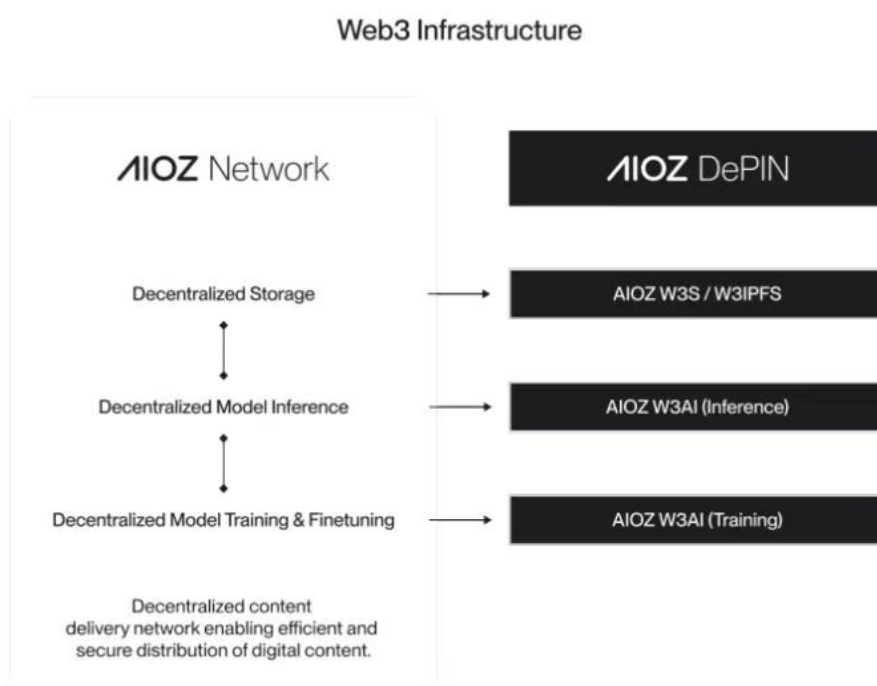 Web3 Infrastructure
AIOZ Network
AIOZ DePIN
Decentralized Storage
AIOZ W3S / W3IPFS
Decentralized Model Inference
AIOZ W3AI (Inference)
Decentralized Model Training & Finetuning
AIOZ W3AI (Training)
Decentralized content
delivery network enabling efficient and
secure distribution of digital content.